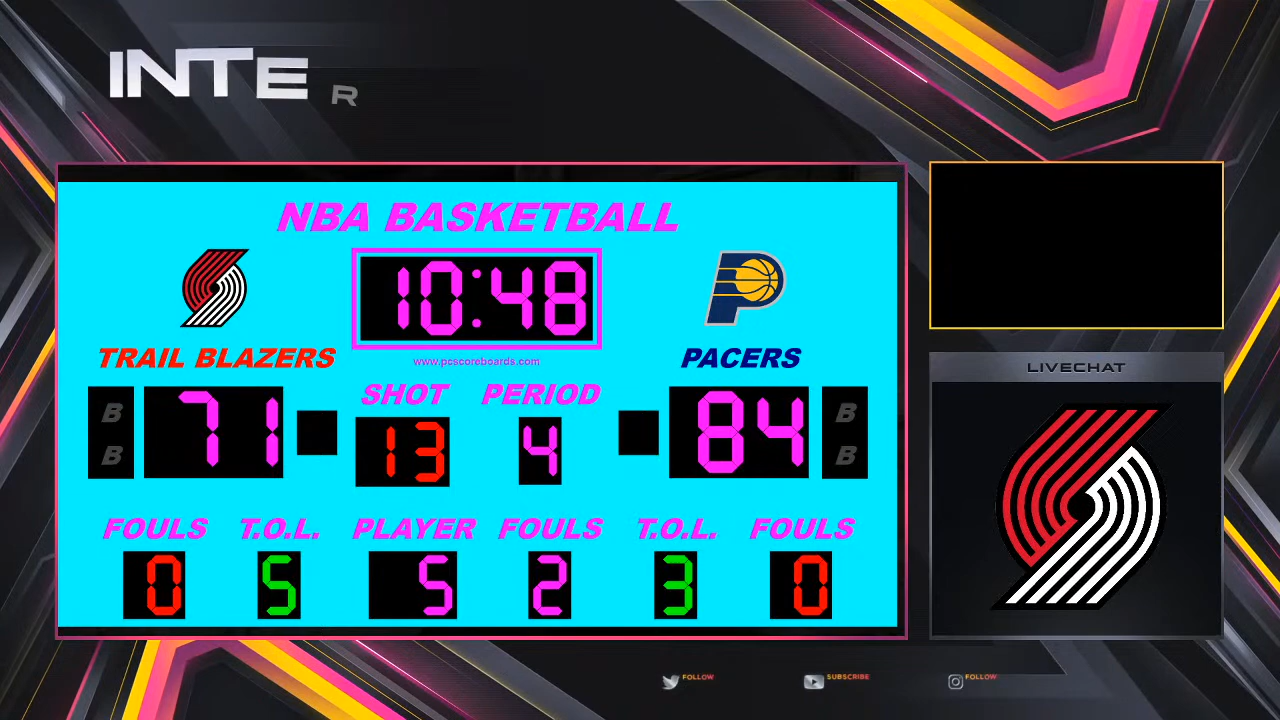 INTE R
NBA BASKETBALL
10:48
TRAIL BLAZERS
www.pcscoreboards.com
PACERS
SHOT PERIOD
B 71 13 4 84 B
B B
FOULS T.O.L. PLAYER FOULS T.O.L. FOULS
0 5 5 2 3 0
LIVECHAT
FOLLOW SUBSCRIBE FOLLOW